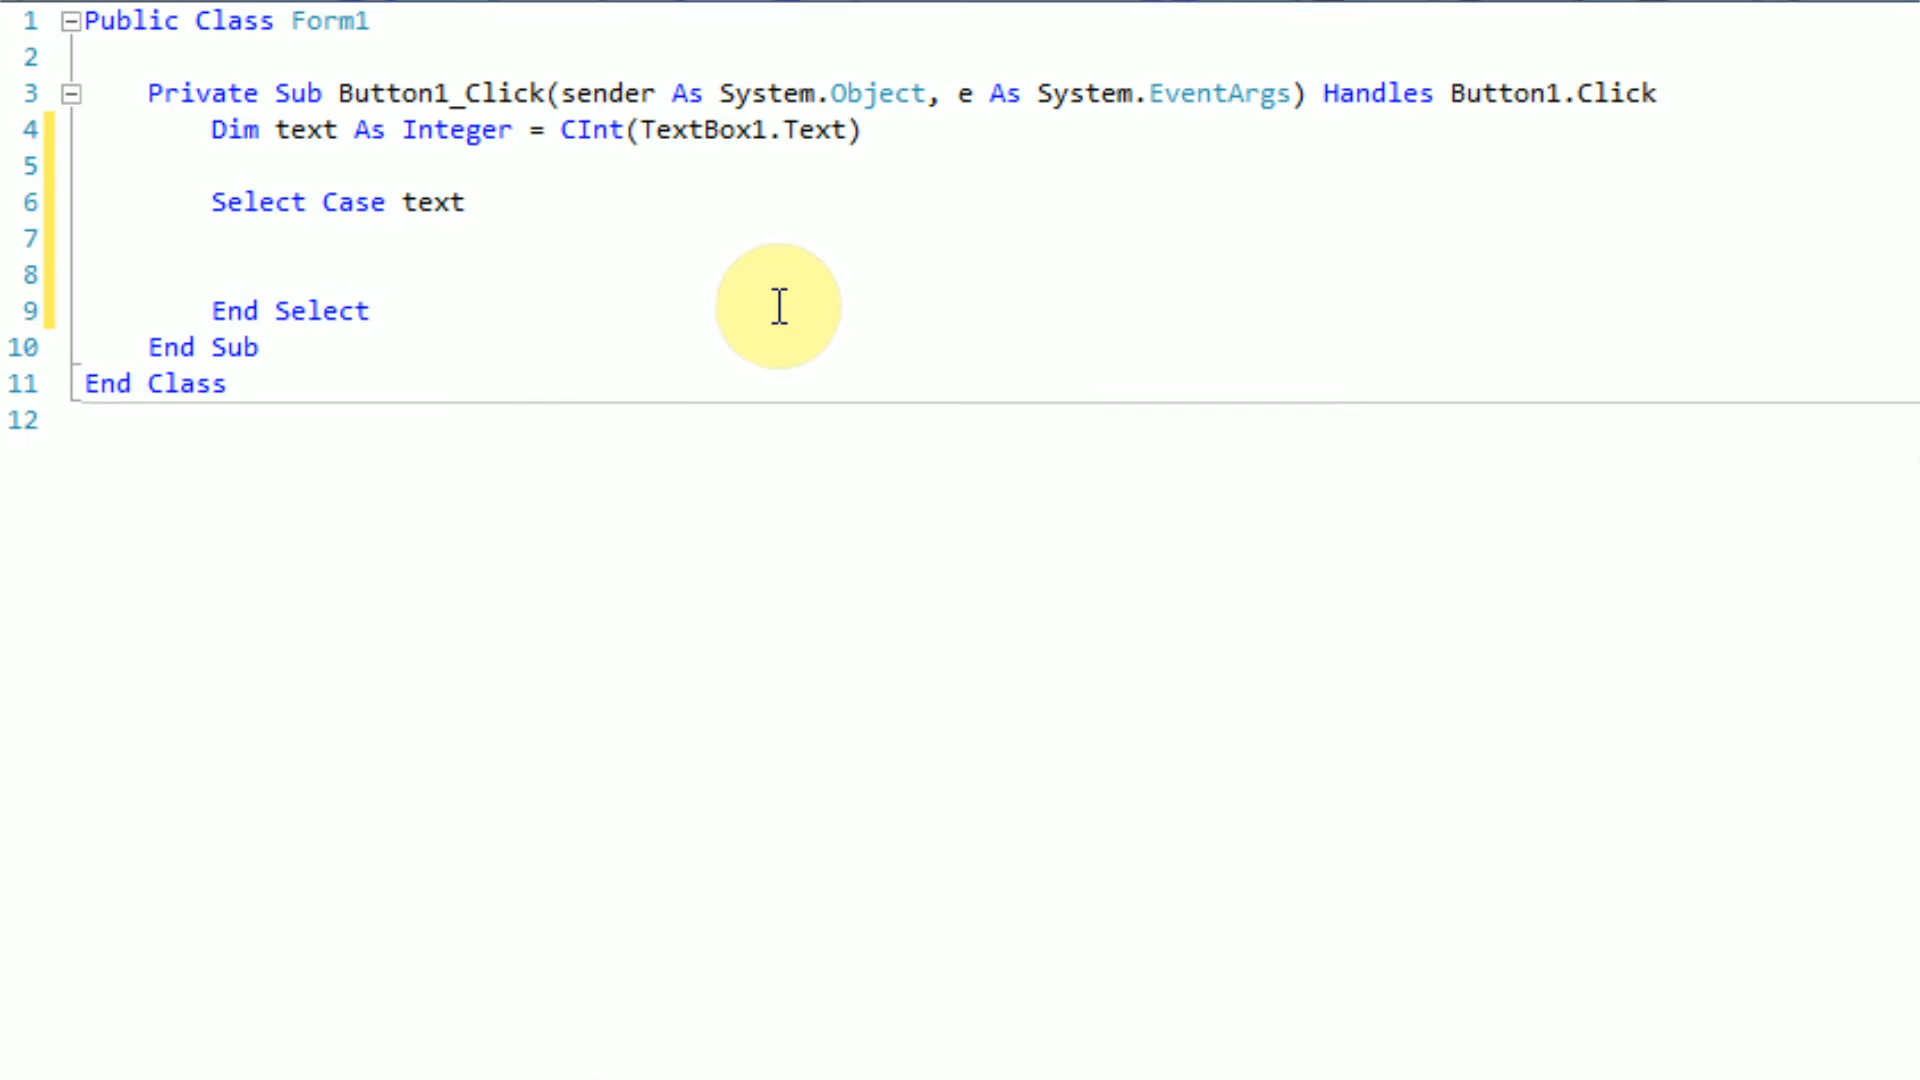 1 Public Class Form1
2
3 Private Sub Button1_Click(sender As System.Object, e As System.EventArgs) Handles Button1.Click
4 Dim text As Integer = CInt(TextBox1.Text)
5
6 Select Case text
7
8
9 End Select
10 End Sub
11 End Class
12